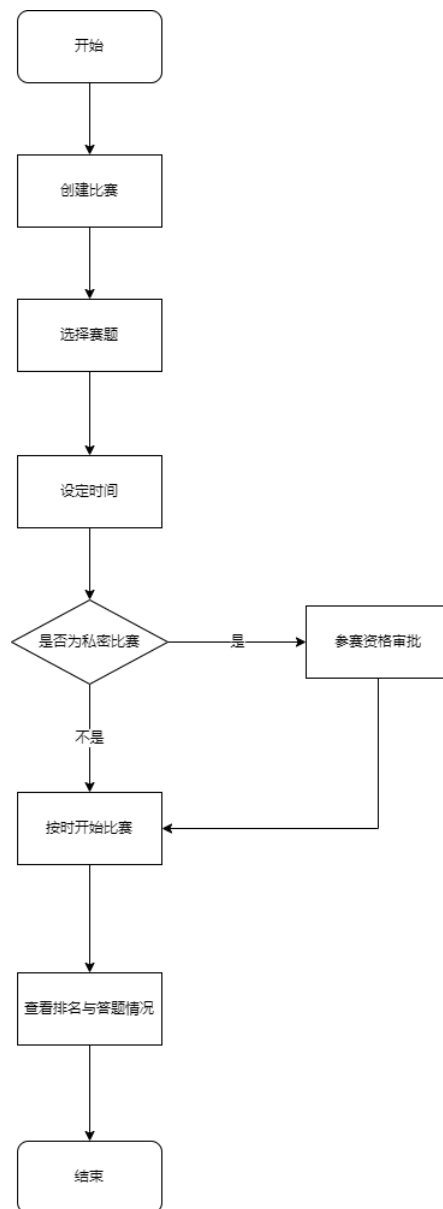 开始
创建比赛
选择赛题
设定时间
是否为私密比赛
是
参赛资格审批
不是
按时开始比赛
查看排名与答题情况
结束